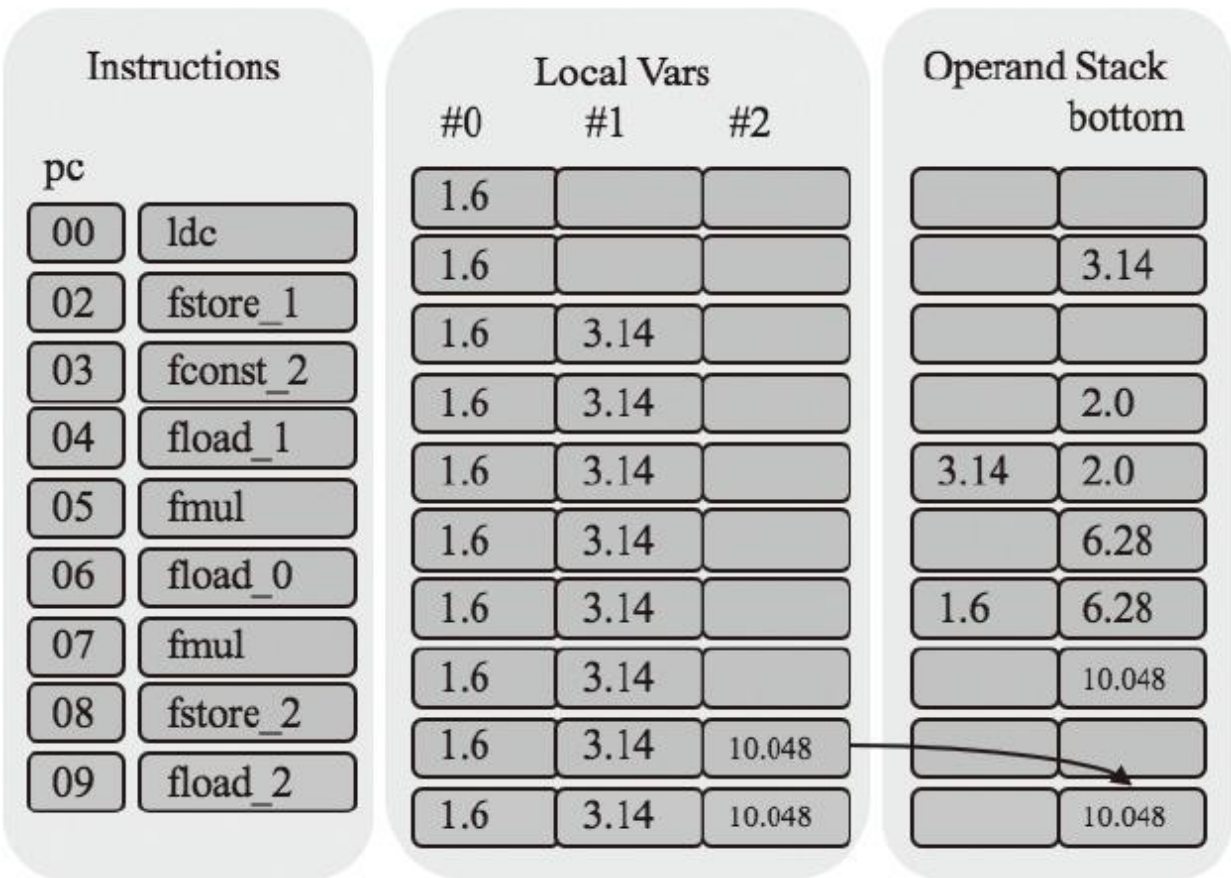 Instructions
pc
00 ldc
02 fstore_1
03 fconst_2
04 fload_1
05 fmul
06 fload_0
07 fmul
08 fstore_2
09 fload_2
Local Vars
#0 #1 #2
1.6
1.6
1.6 3.14
1.6 3.14
1.6 3.14
1.6 3.14
1.6 3.14
1.6 3.14
1.6 3.14 10.048
1.6 3.14 10.048
Operand Stack
bottom
3.14
2.0
3.14 2.0
6.28
1.6 6.28
10.048
10.048